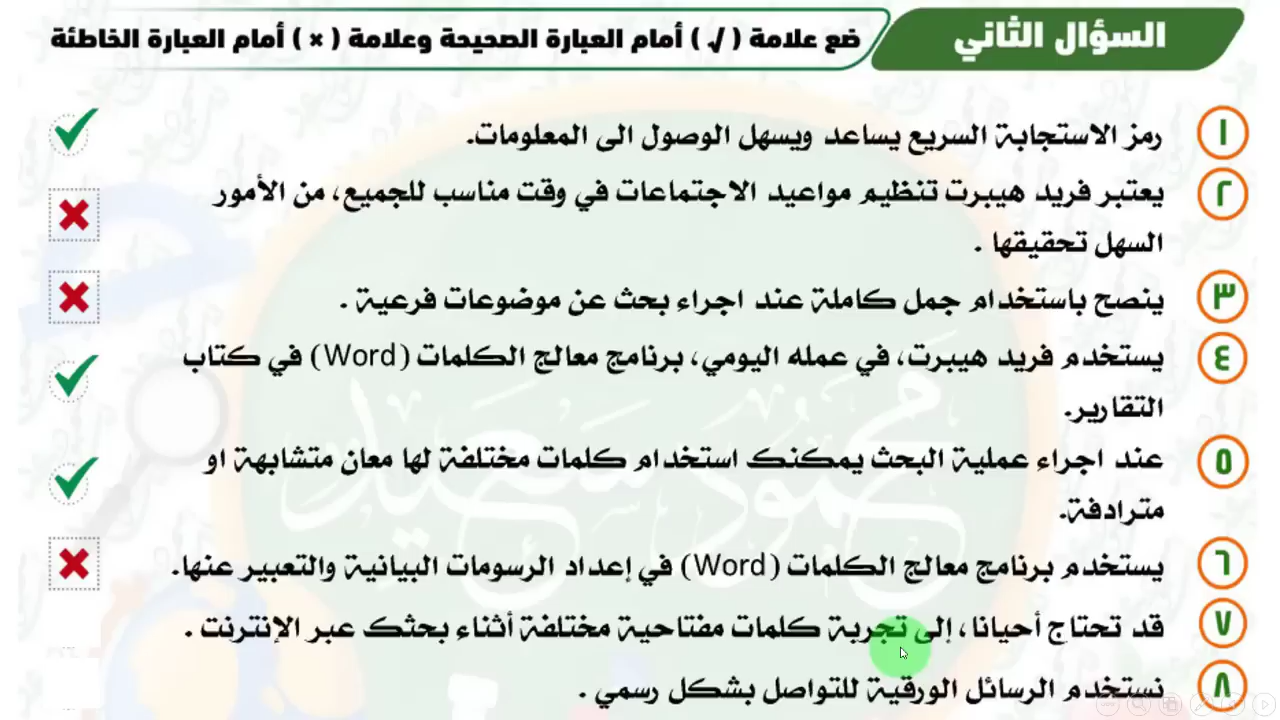 السؤال الثاني
ضع علامة ( √ ) أمام العبارة الصحيحة وعلامة ( × ) أمام العبارة الخاطئة
١ رمز الاستجابة السريع يساعد ويسهل الوصول الى المعلومات.
٢ يعتبر فريد هيبرت تنظيم مواعيد الاجتماعات في وقت مناسب للجميع، من الأمور
السهل تحقيقها .
٣ ينصح باستخدام جمل كاملة عند اجراء بحث عن موضوعات فرعية .
٤ يستخدم فريد هيبرت، في عمله اليومي، برنامج معالج الكلمات (Word) في كتاب
التقارير.
٥ عند اجراء عملية البحث يمكنك استخدام كلمات مختلفة لها معان متشابهة او
مترادفة.
٦ يستخدم برنامج معالج الكلمات (Word) في إعداد الرسومات البيانية والتعبير عنها.
٧ قد تحتاج أحيانا، إلى تجربة كلمات مفتاحية مختلفة أثناء بحثك عبر الإنترنت .
٨ نستخدم الرسائل الورقية للتواصل بشكل رسمي .
محمود سعيد